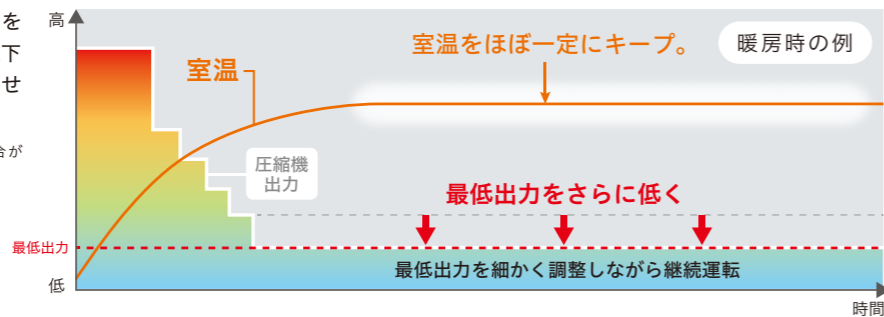 を
下
せ
合が
高
室温をほぼ一定にキープ。
暖房時の例
室温
圧縮機
出力
最低出力をさらに低く
最低出力
最低出力を細かく調整しながら継続運転
低
時間